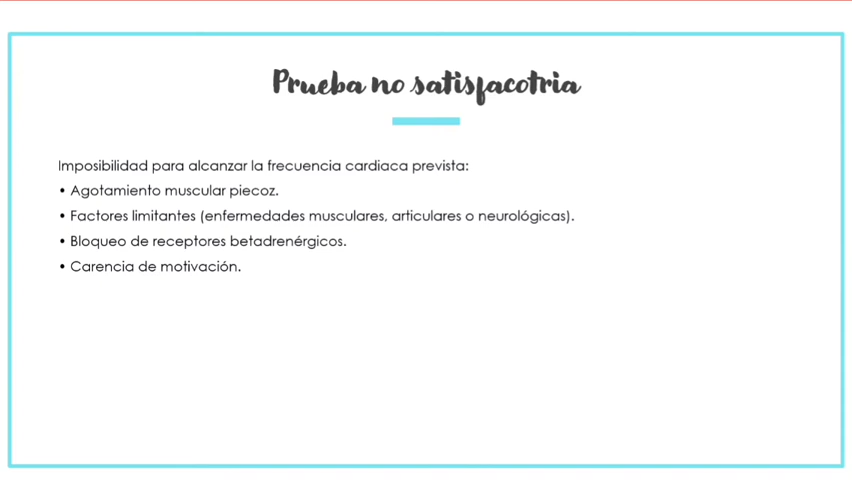 Prueba no satisfacotria
Imposibilidad para alcanzar la frecuencia cardiaca prevista:
• Agotamiento muscular piecoz.
• Factores limitantes (enfermedades musculares, articulares o neurológicas).
• Bloqueo de receptores betadrenérgicos.
• Carencia de motivación.